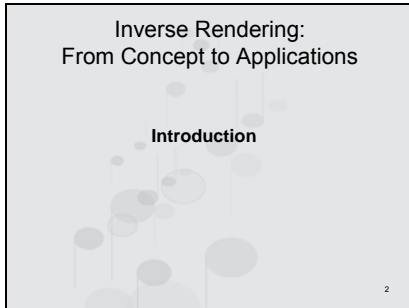 Inverse Rendering:
From Concept to Applications
Introduction
2